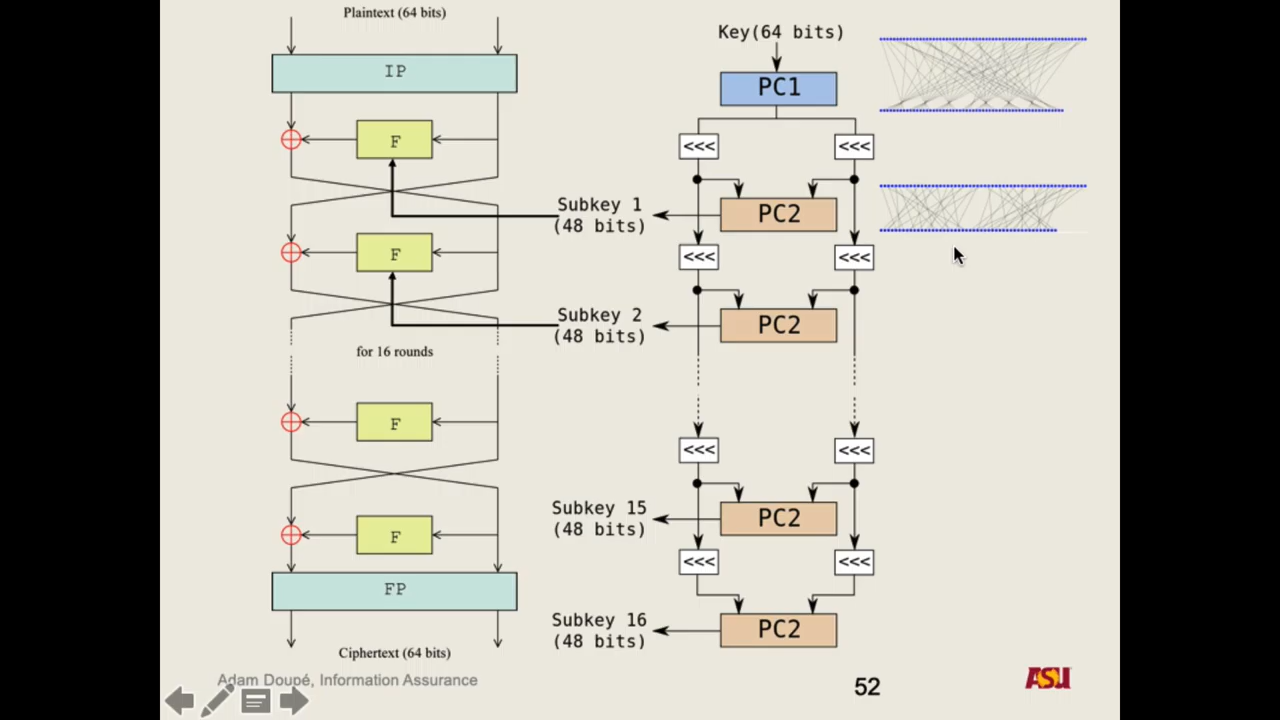 Plaintext (64 bits)
IP
F
F
for 16 rounds
F
F
FP
Ciphertext (64 bits)
Key(64 bits)
PC1
<<< <<<
Subkey 1
(48 bits)
PC2
<<< <<<
Subkey 2
(48 bits)
PC2
<<< <<<
Subkey 15
(48 bits)
PC2
<<< <<<
Subkey 16
(48 bits)
PC2
Adam Doupé, Information Assurance
52
ASU